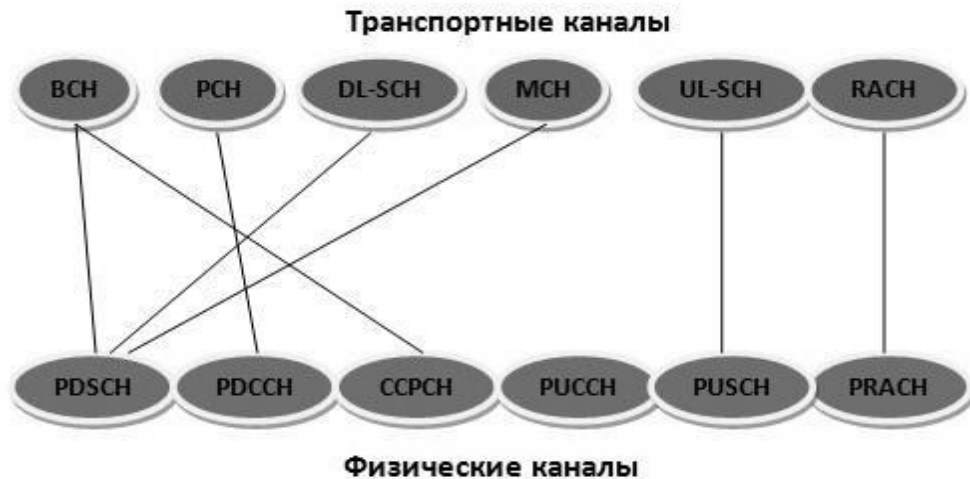 Транспортные каналы
BCH PCH DL-SCH MCH UL-SCH RACH
PDSCH PDCCH CCPCH PUCCH PUSCH PRACH
Физические каналы